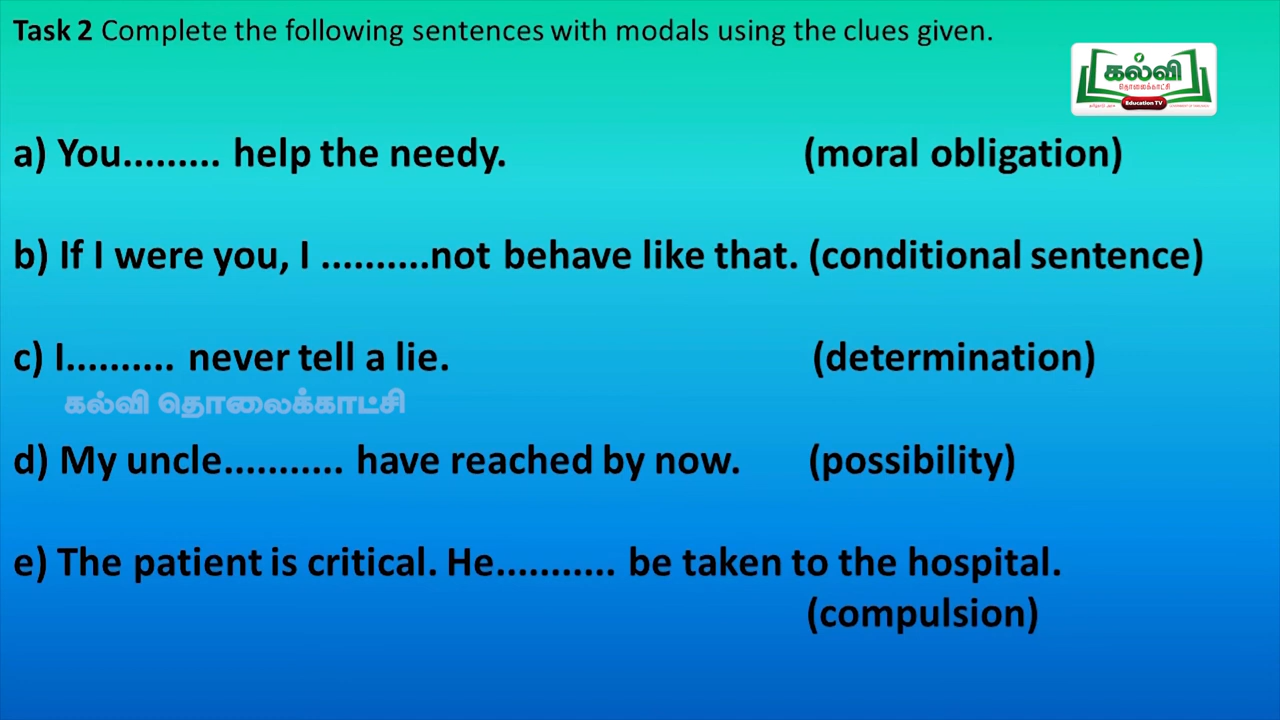 Task 2 Complete the following sentences with modals using the clues given.
கல்வி
தொலைக்காட்சி
Education TV
a) You......... help the needy. (moral obligation)
b) If I were you, I ..........not behave like that. (conditional sentence)
c) I.......... never tell a lie. (determination)
கல்வி தொலைக்காட்சி
d) My uncle........... have reached by now. (possibility)
e) The patient is critical. He........... be taken to the hospital.
(compulsion)